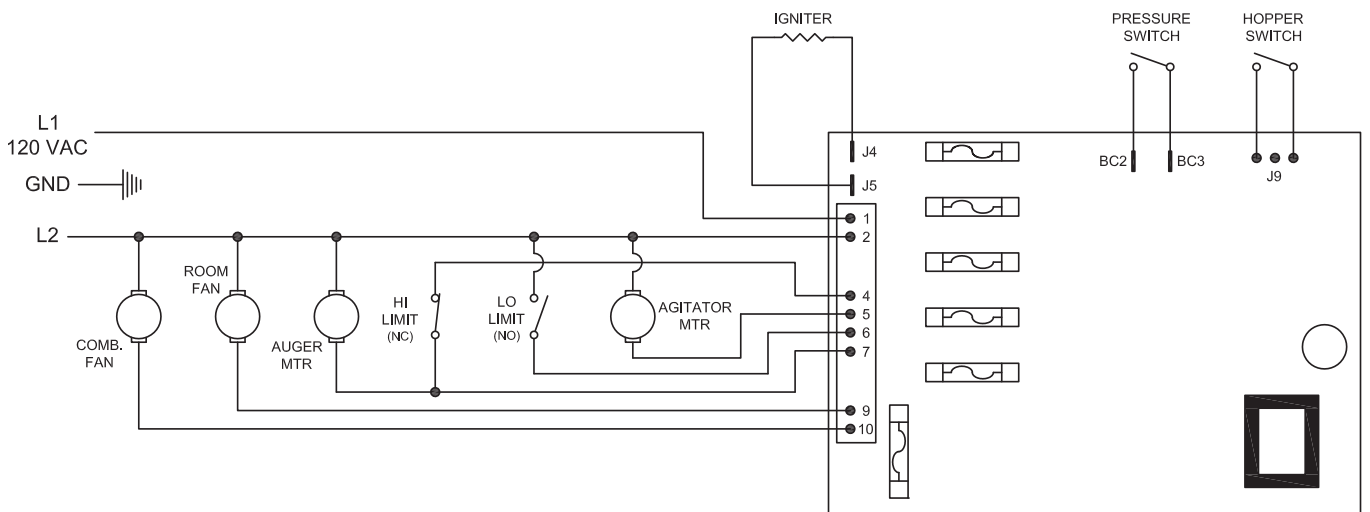 IGNITER
PRESSURE
SWITCH
HOPPER
SWITCH
L1
120 VAC
GND
L2
J4
J5
BC2
BC3
J9
1
2
4
5
6
7
9
10
ROOM
FAN
COMB.
FAN
AUGER
MTR
HI
LIMIT
(NC)
LO
LIMIT
(NO)
AGITATOR
MTR